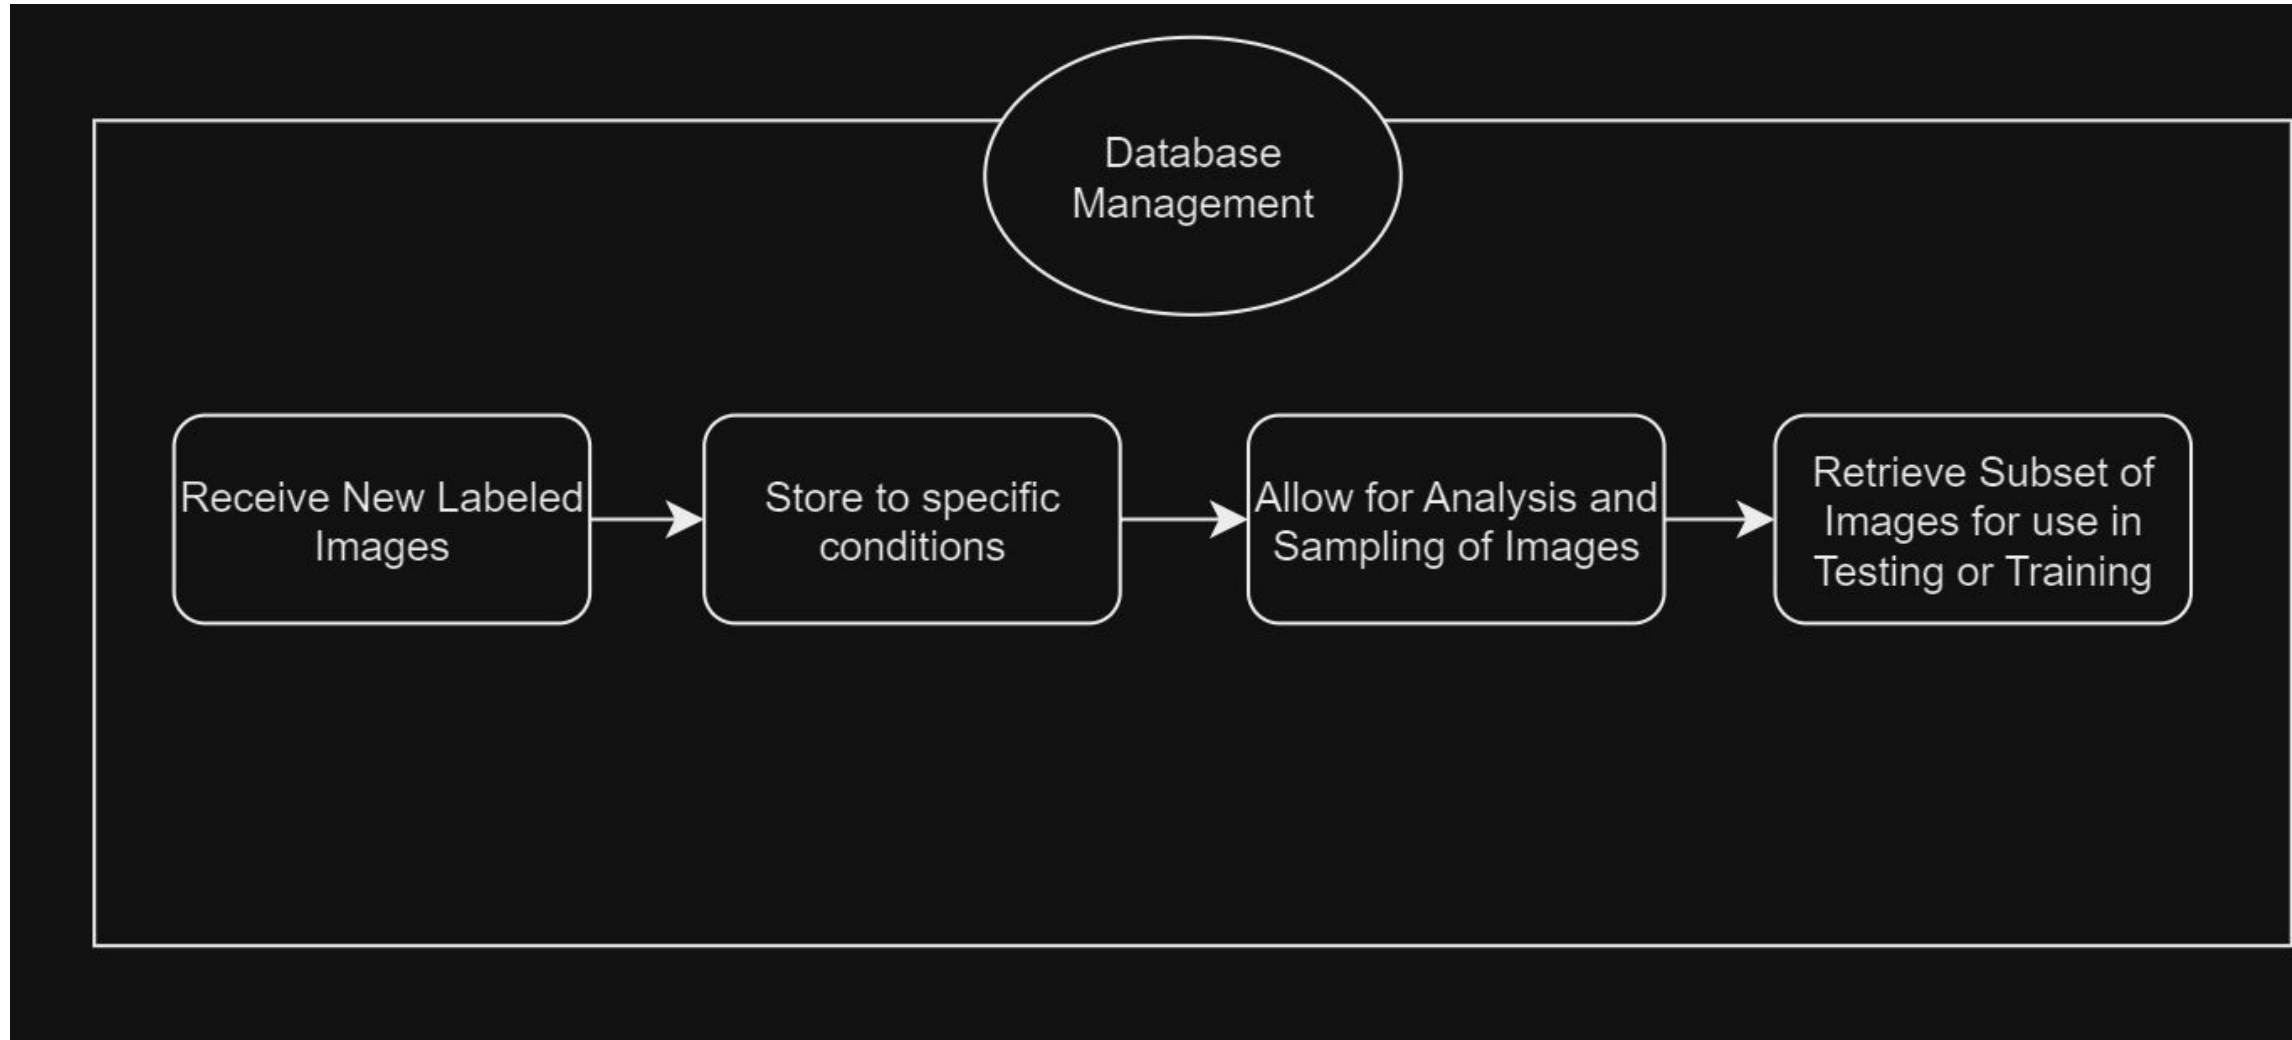 Database
Management
Receive New Labeled
Images
Store to specific
conditions
Allow for Analysis and
Sampling of Images
Retrieve Subset of
Images for use in
Testing or Training